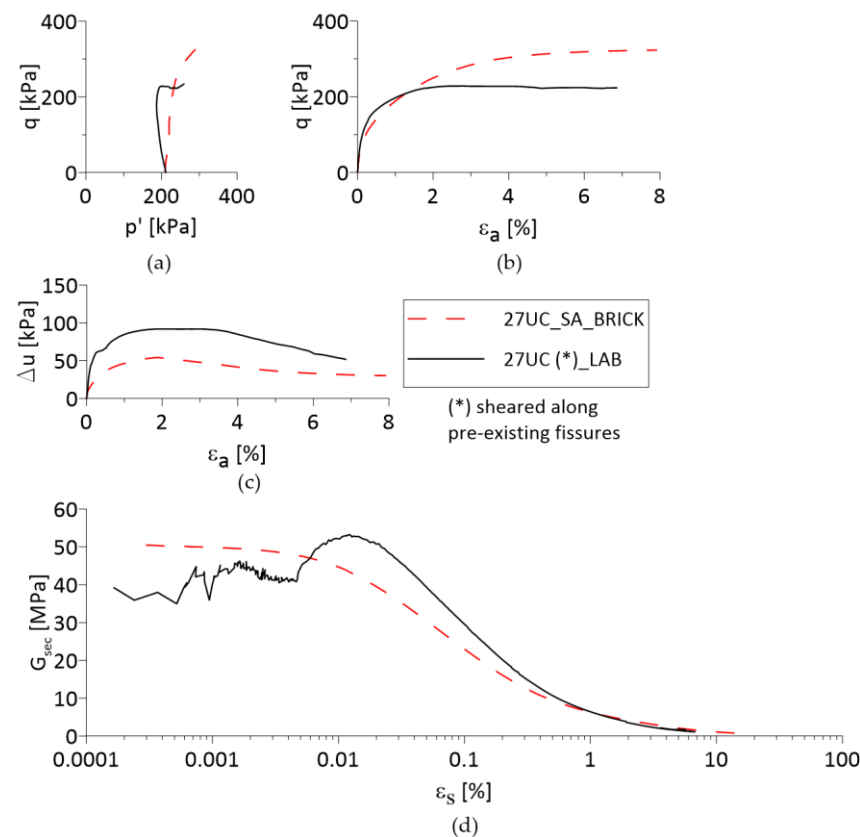 400
300
200
0
q [kPa]
0
200
400
p' [kPa]
(a)
400
200
0
q [kPa]
0
2
4
6
8
εa [%]
(b)
150
100
50
0
Δu [kPa]
0
2
4
6
8
εa [%]
(c)
27UC_SA_BRICK
27UC (*)_LAB
(*) sheared along
pre-existing fissures
60
50
40
30
20
10
0
Gsec [MPa]
0.0001
0.001
0.01
0.1
1
10
100
εs [%]
(d)